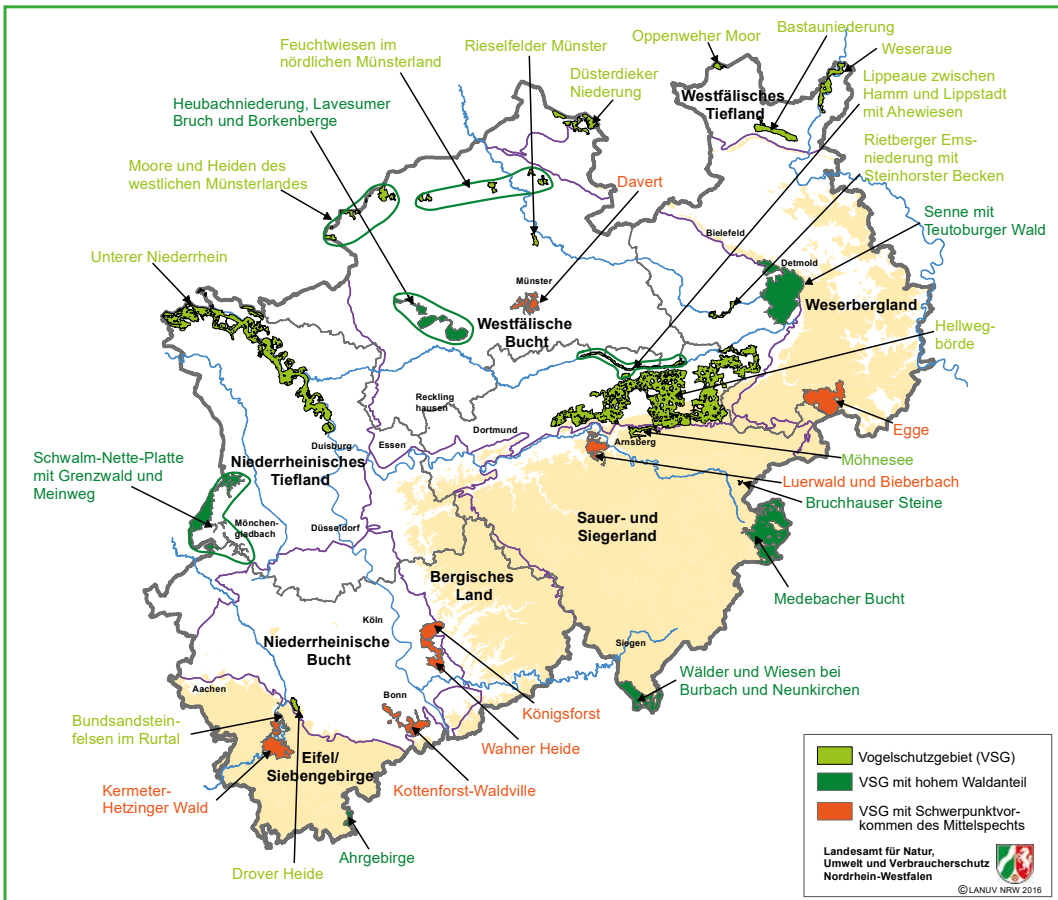 Oppenweher Moor
Bastauniederung
Weseraue
Feuchtwiesen im
nördlichen Münsterland
Rieselfelder Münster
Düsterdieker
Niederung
Westfälisches
Tiefland
Lippeaue zwischen
Hamm und Lippstadt
mit Ahewiesen
Heubachniederung, Lavesumer
Bruch und Borkenberge
Rietberger Ems-
niederung mit
Steinhorster Becken
Moore und Heiden des
westlichen Münsterlandes
Davert
Senne mit
Teutoburger Wald
Bielefeld
Detmold
Unterer Niederrhein
Münster
Westfälische
Bucht
Weserbergland
Hellweg-
börde
Reckling
hausen
Dortmund
Essen
Duisburg
Arnsberg
Egge
Möhnesee
Luerwald und Bieberbach
Bruchhauser Steine
Niederrheinisches
Tiefland
Schwalm-Nette-Platte
mit Grenzwald und
Meinweg
Mönchen-
gladbach
Düsseldorf
Sauer- und
Siegerland
Bergisches
Land
Medebacher Bucht
Köln
Niederrheinische
Bucht
Siegen
Wälder und Wiesen bei
Burbach und Neunkirchen
Aachen
Bonn
Königsforst
Bundsandstein-
felsen im Rurtal
Wahner Heide
Eifel/
Siebengebirge
Kottenforst-Waldville
Kermeter-
Hetzinger Wald
Ahrgebirge
Drover Heide
Vogelschutzgebiet (VSG)
VSG mit hohem Waldanteil
VSG mit Schwerpunktvor-
kommen des Mittelspechts
Landesamt für Natur,
Umwelt und Verbraucherschutz
Nordrhein-Westfalen
©LANUV NRW 2016